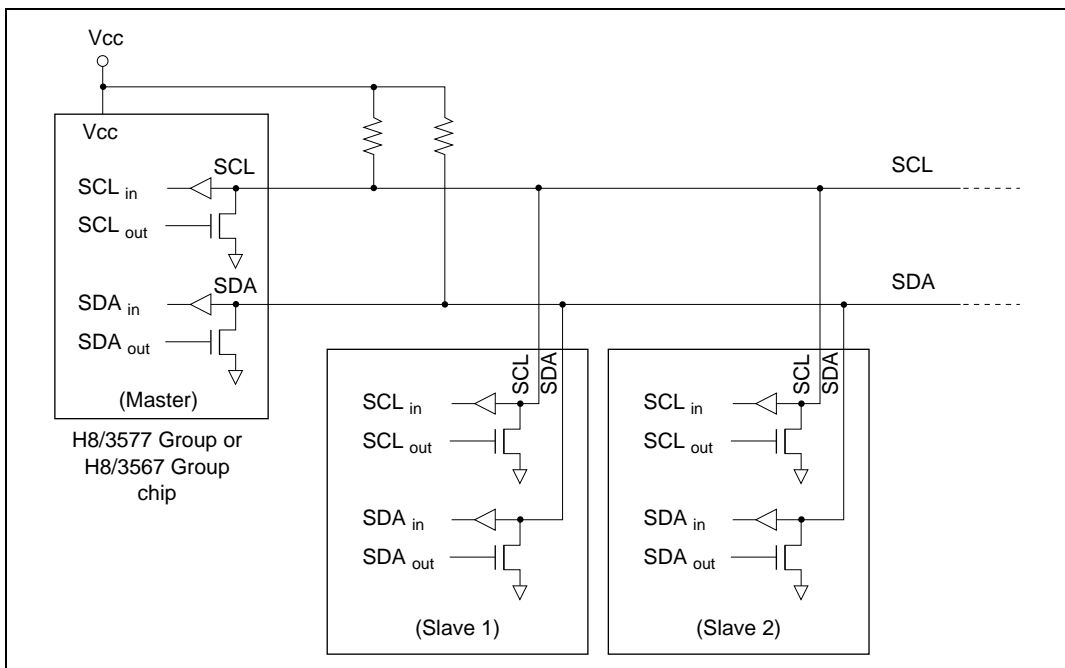 Vcc
Vcc
SCL
SCL in
SCL out
SDA
SDA in
SDA out
(Master)
H8/3577 Group or
H8/3567 Group
chip
SCL
SDA
SCL
SDA
SCL in
SCL out
SDA in
SDA out
(Slave 1)
SCL
SDA
SCL in
SCL out
SDA in
SDA out
(Slave 2)